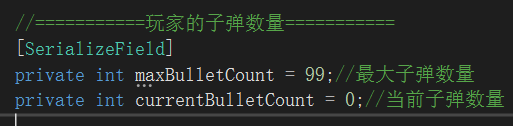 //===========玩家的子弹数量===========
[SerializeField]
private int maxBulletCount = 99;//最大子弹数量
private int currentBulletCount = 0;//当前子弹数量